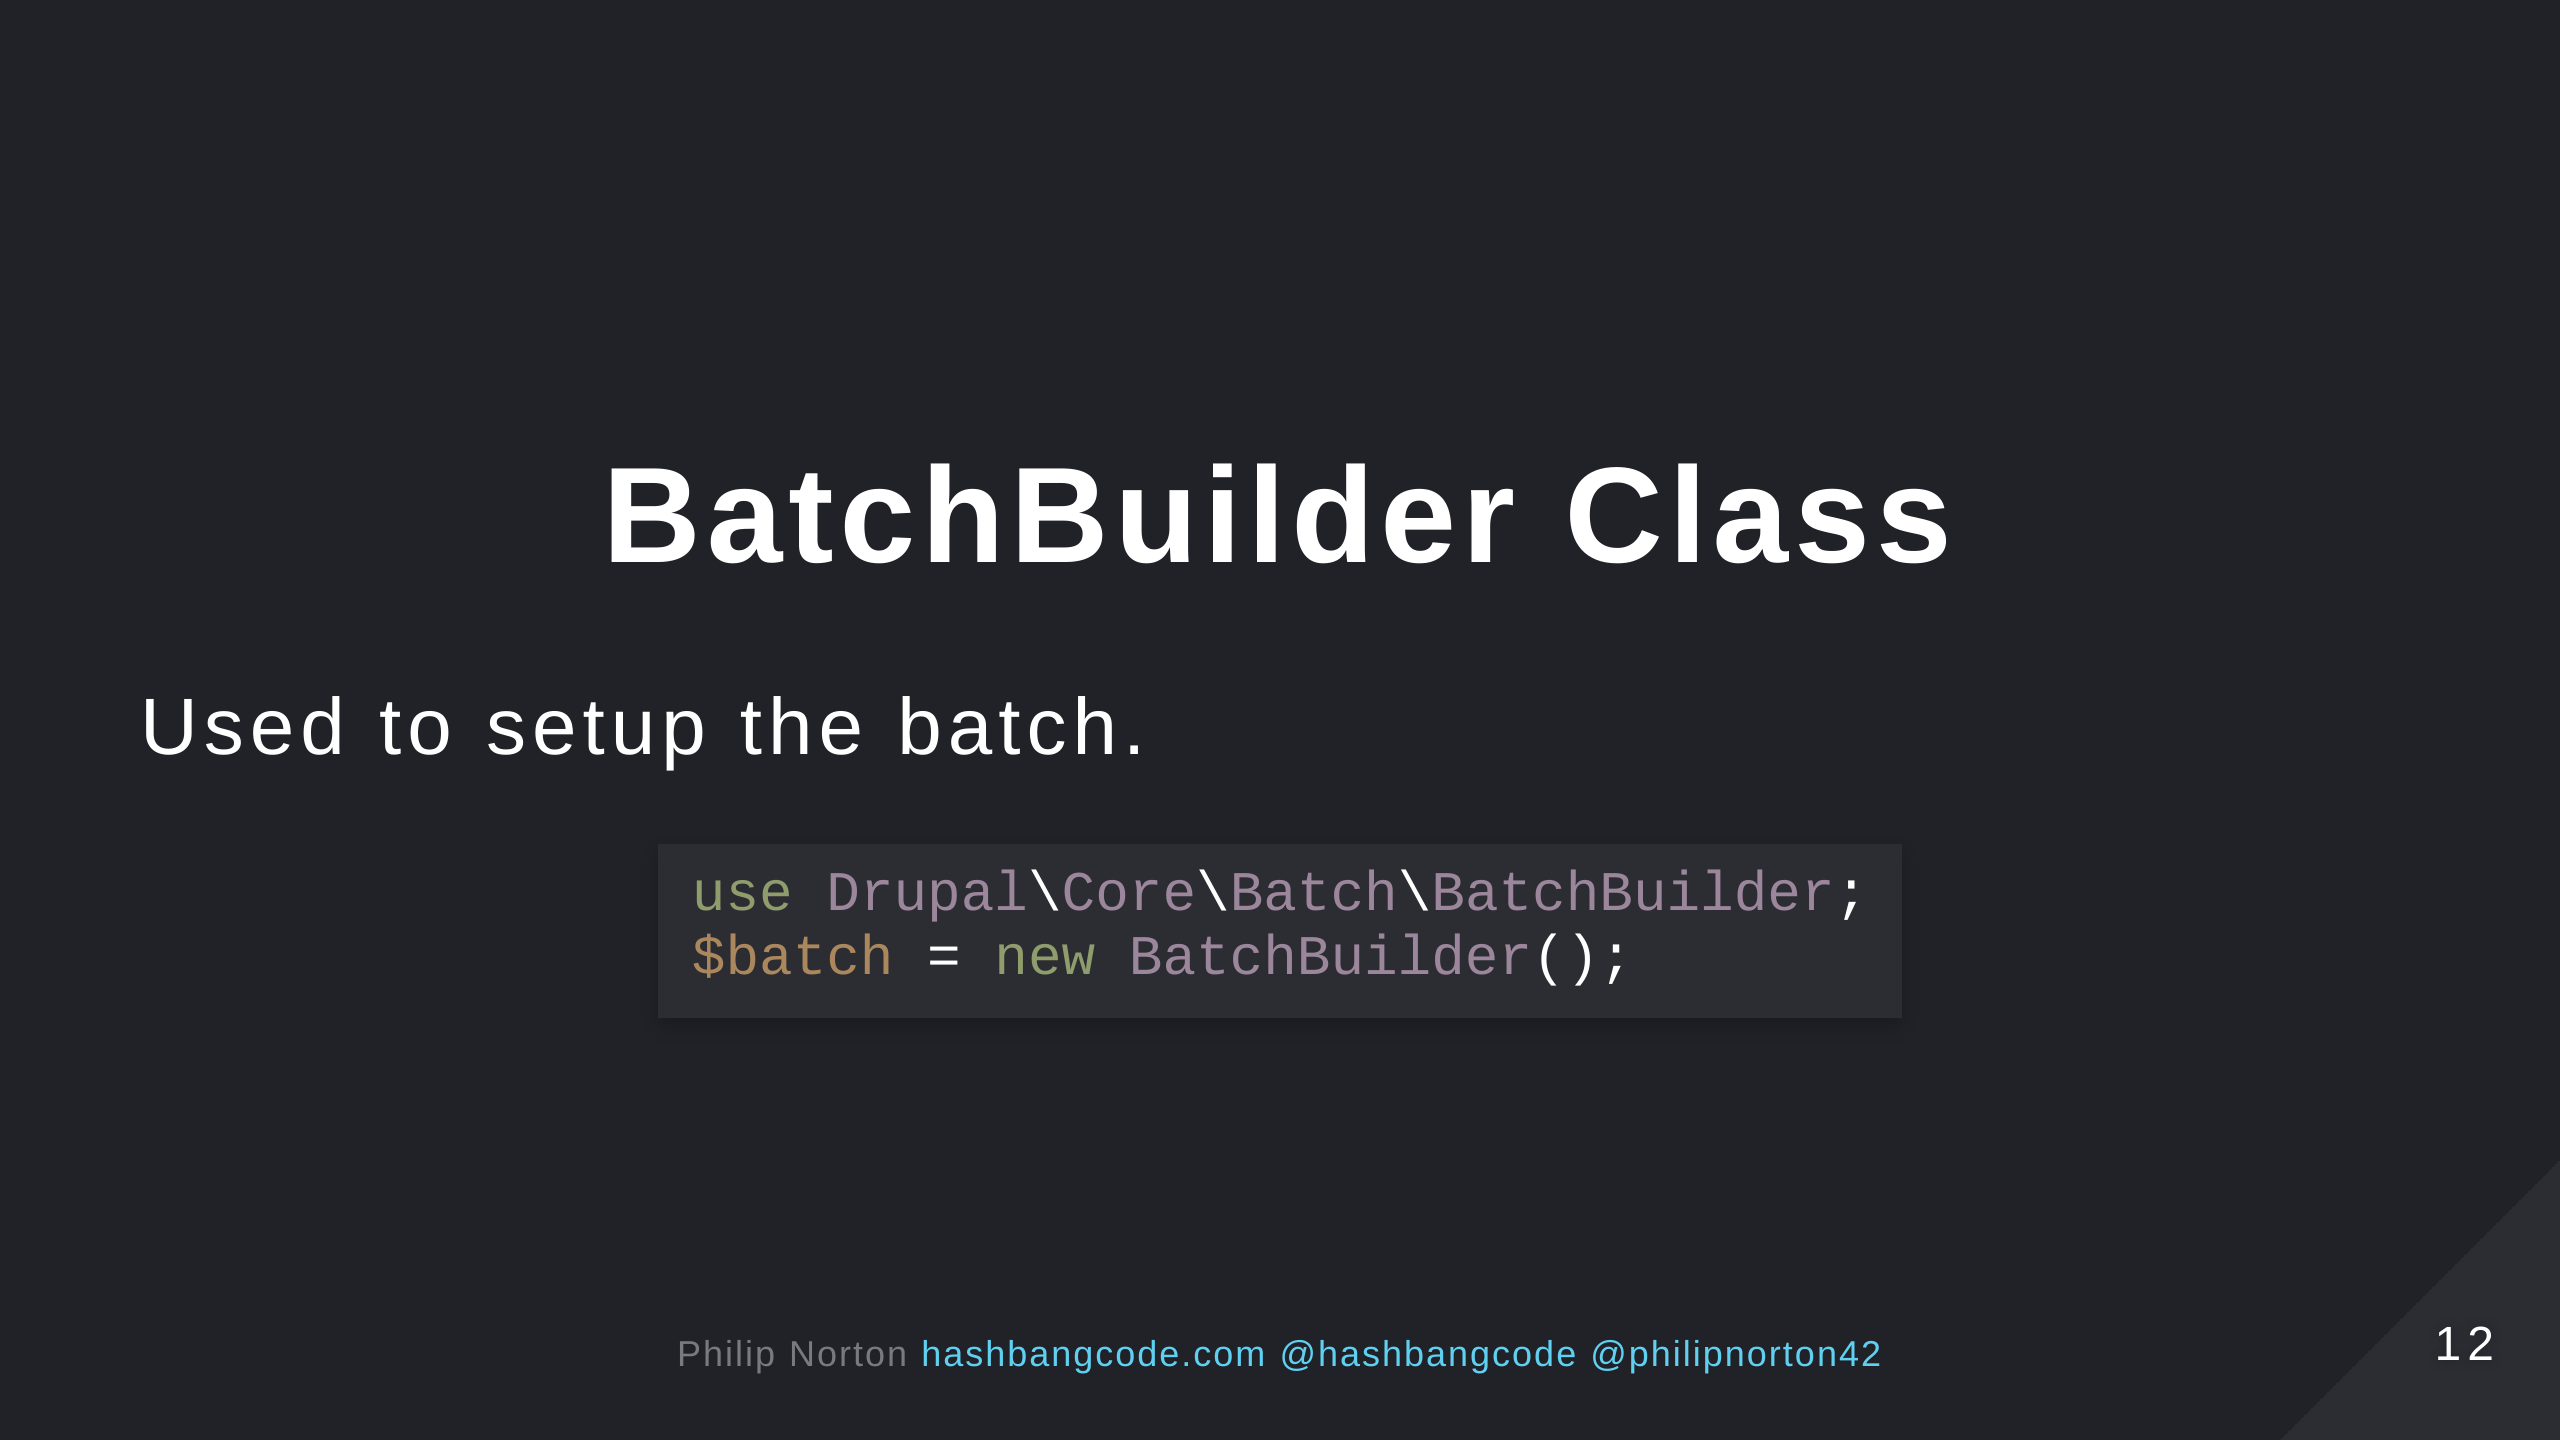 BatchBuilder Class
Used to setup the batch.
use Drupal\Core\Batch\BatchBuilder;
$batch = new BatchBuilder();
Philip Norton hashbangcode.com @hashbangcode @philipnorton42
12